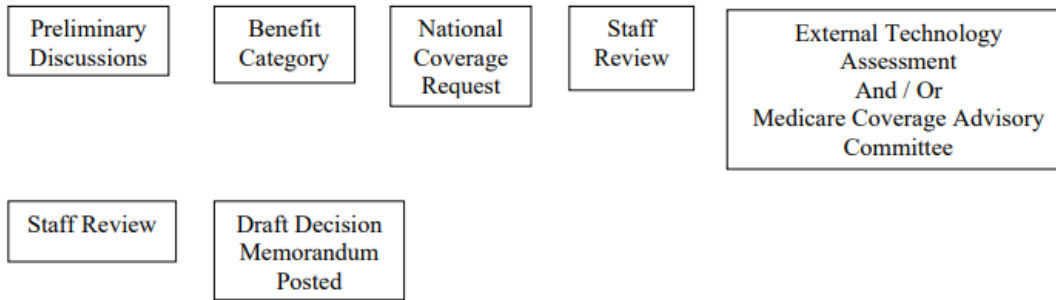 Preliminary
Discussions
Benefit
Category
National
Coverage
Request
Staff
Review
External Technology
Assessment
And / Or
Medicare Coverage Advisory
Committee
Staff Review
Draft Decision
Memorandum
Posted